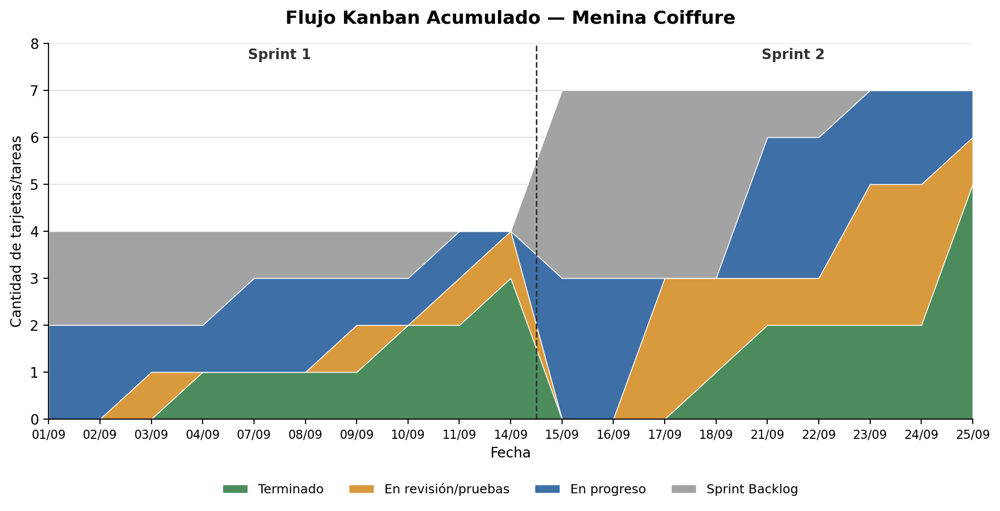 Flujo Kanban Acumulado — Menina Coiffure
Sprint 1
Sprint 2
Cantidad de tarjetas/tareas
8
7
6
5
4
3
2
1
0
01/09 02/09 03/09 04/09 07/09 08/09 09/09 10/09 11/09 14/09 15/09 16/09 17/09 18/09 21/09 22/09 23/09 24/09 25/09
Fecha
Terminado En revisión/pruebas En progreso Sprint Backlog